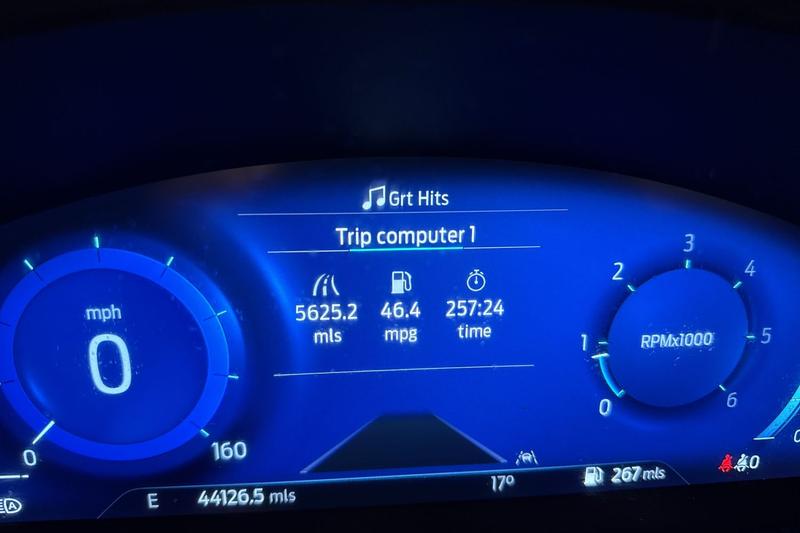 Grt Hits
Trip computer 1
5625.2 46.4 257:24
mls mpg time
mph
0
0
160
0
1
2
3
4
5
6
RPMx1000
E 44126.5 mls
17°
267 mls